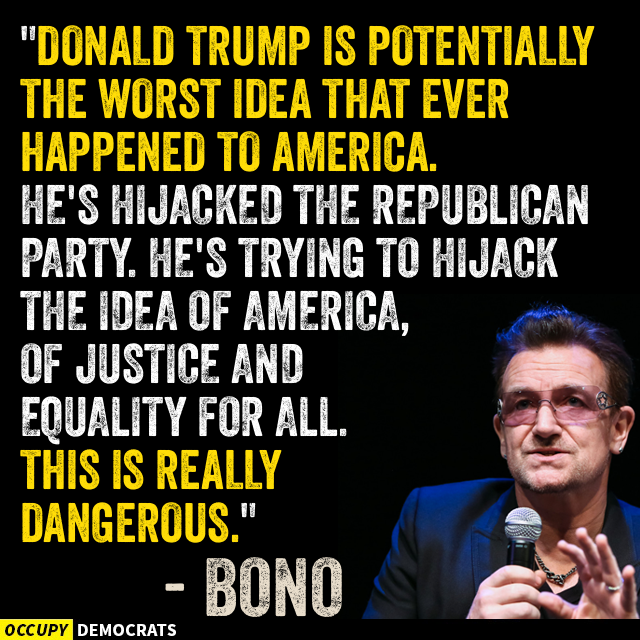 "DONALD TRUMP IS POTENTIALLY
THE WORST IDEA THAT EVER
HAPPENED TO AMERICA.
HE'S HIJACKED THE REPUBLICAN
PARTY. HE'S TRYING TO HIJACK
THE IDEA OF AMERICA,
OF JUSTICE AND
EQUALITY FOR ALL.
THIS IS REALLY
DANGEROUS."
- BONO
OCCUPY DEMOCRATS